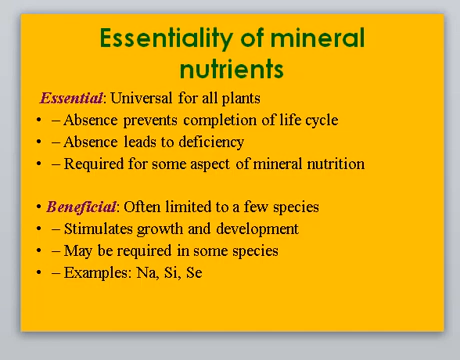 Essentiality of mineral
nutrients
Essential: Universal for all plants
• – Absence prevents completion of life cycle
• – Absence leads to deficiency
• – Required for some aspect of mineral nutrition
• Beneficial: Often limited to a few species
• – Stimulates growth and development
• – May be required in some species
• – Examples: Na, Si, Se